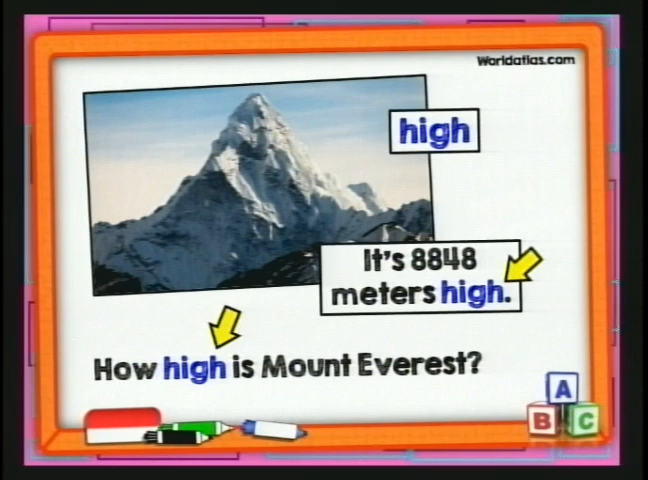 Worldatlas.com
high
It's 8848
meters high.
How high is Mount Everest?
A
B C